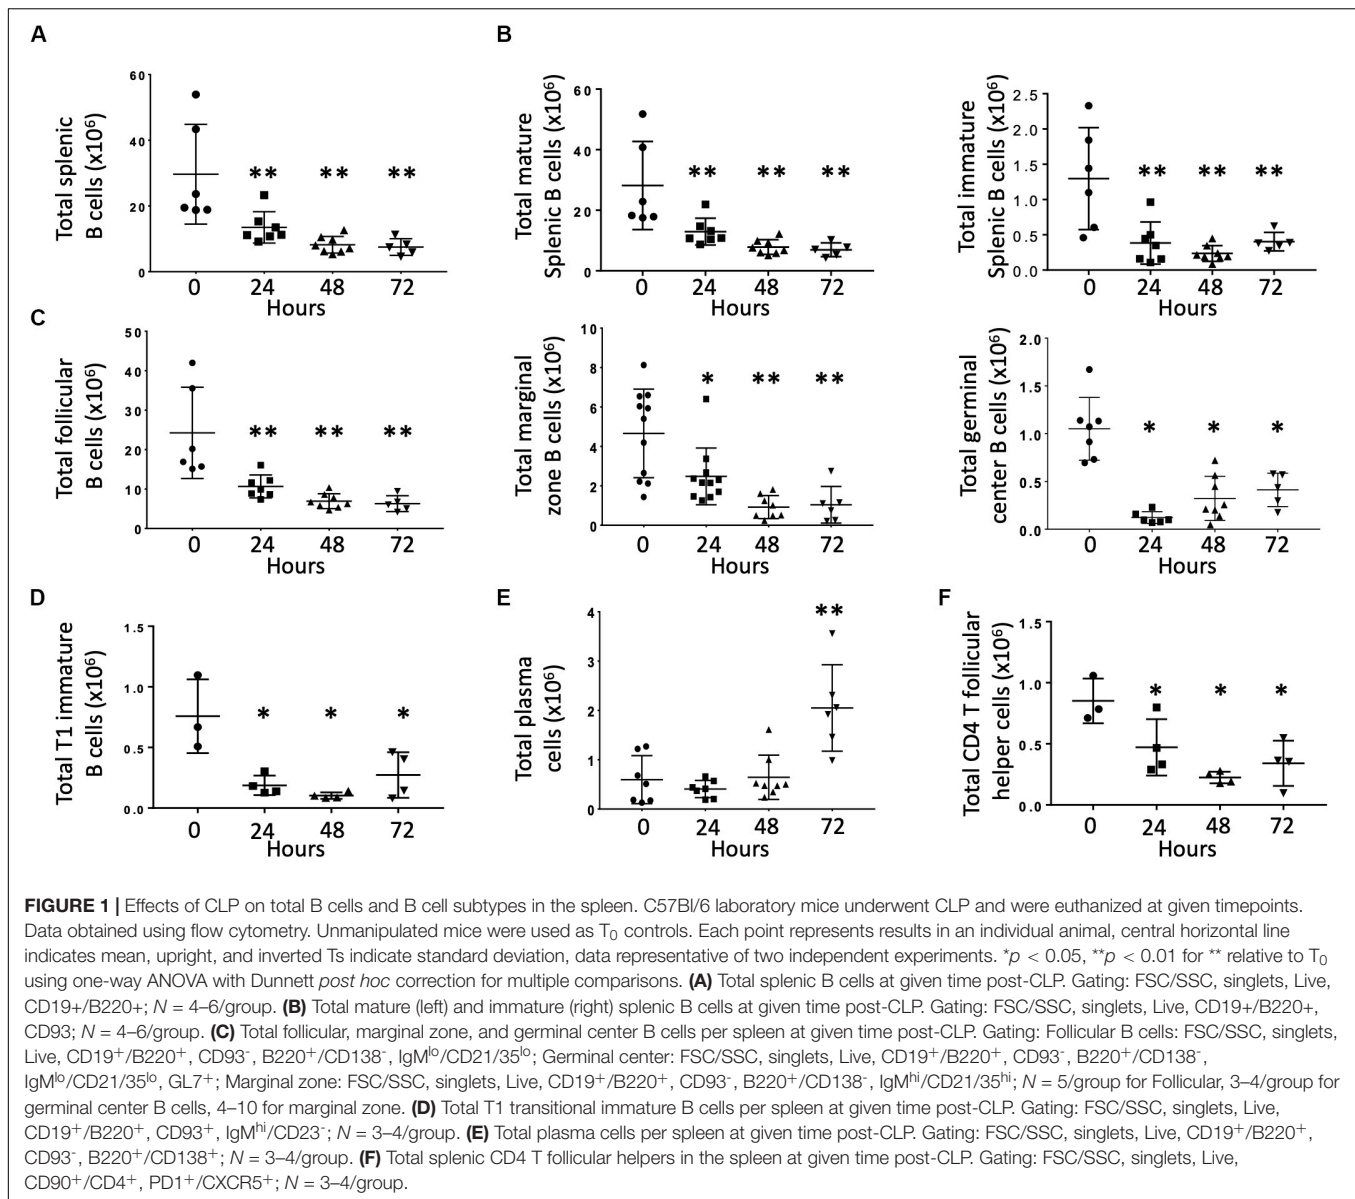 A
Total splenic
B cells (x10⁶)
60
40
20
0
** ** **
0 24 48 72
Hours
B
Total mature
Splenic B cells (x10⁶)
60
40
20
0
** ** **
0 24 48 72
Hours
Total immature
Splenic B cells (x10⁶)
2.5
2.0
1.5
1.0
0.5
0.0
** ** **
0 24 48 72
Hours
C
Total follicular
B cells (x10⁶)
50
40
30
20
10
0
** ** **
0 24 48 72
Hours
Total marginal
zone B cells (x10⁶)
10
8
6
4
2
0
* ** **
0 24 48 72
Hours
Total germinal
center B cells (x10⁶)
2.0
1.5
1.0
0.5
0.0
* * *
0 24 48 72
Hours
D
Total T1 immature
B cells (x10⁶)
1.5
1.0
0.5
0.0
* * *
0 24 48 72
Hours
E
Total plasma
cells (x10⁶)
4
3
2
1
0
**
0 24 48 72
Hours
F
Total CD4 T follicular
helper cells (x10⁶)
1.5
1.0
0.5
0.0
* * *
0 24 48 72
Hours
FIGURE 1 | Effects of CLP on total B cells and B cell subtypes in the spleen. C57Bl/6 laboratory mice underwent CLP and were euthanized at given timepoints.
Data obtained using flow cytometry. Unmanipulated mice were used as T₀ controls. Each point represents results in an individual animal, central horizontal line
indicates mean, upright, and inverted Ts indicate standard deviation, data representative of two independent experiments. *p < 0.05, **p < 0.01 for ** relative to T₀
using one-way ANOVA with Dunnett post hoc correction for multiple comparisons. (A) Total splenic B cells at given time post-CLP. Gating: FSC/SSC, singlets, Live,
CD19+/B220+; N = 4–6/group. (B) Total mature (left) and immature (right) splenic B cells at given time post-CLP. Gating: FSC/SSC, singlets, Live, CD19+/B220+,
CD93; N = 4–6/group. (C) Total follicular, marginal zone, and germinal center B cells per spleen at given time post-CLP. Gating: Follicular B cells: FSC/SSC, singlets,
Live, CD19⁺/B220⁺, CD93⁻, B220⁺/CD138⁻, IgMˡᵒ/CD21/35ˡᵒ; Germinal center: FSC/SSC, singlets, Live, CD19⁺/B220⁺, CD93⁻, B220⁺/CD138⁻,
IgMˡᵒ/CD21/35ˡᵒ, GL7⁺; Marginal zone: FSC/SSC, singlets, Live, CD19⁺/B220⁺, CD93⁻, B220⁺/CD138⁻, IgMʰⁱ/CD21/35ʰⁱ; N = 5/group for Follicular, 3–4/group for
germinal center B cells, 4–10 for marginal zone. (D) Total T1 transitional immature B cells per spleen at given time post-CLP. Gating: FSC/SSC, singlets, Live,
CD19⁺/B220⁺, CD93⁺, IgMʰⁱ/CD23⁻; N = 3–4/group. (E) Total plasma cells per spleen at given time post-CLP. Gating: FSC/SSC, singlets, Live, CD19⁺/B220⁺,
CD93⁻, B220⁺/CD138⁺; N = 3–4/group. (F) Total splenic CD4 T follicular helpers in the spleen at given time post-CLP. Gating: FSC/SSC, singlets, Live,
CD90⁺/CD4⁺, PD1⁺/CXCR5⁺; N = 3–4/group.